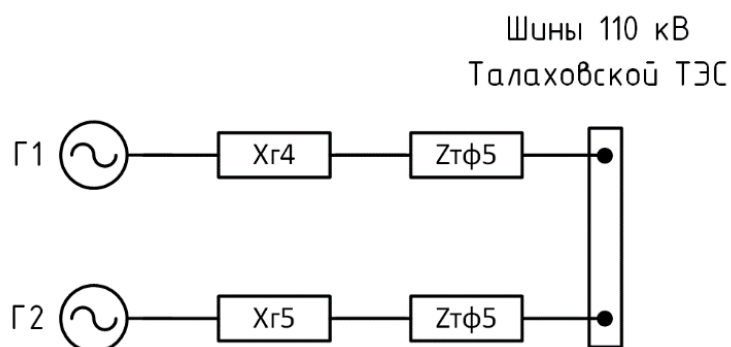 Шины 110 кВ
Талаховской ТЭС
Г1 Хг4 Zтф5
Г2 Хг5 Zтф5